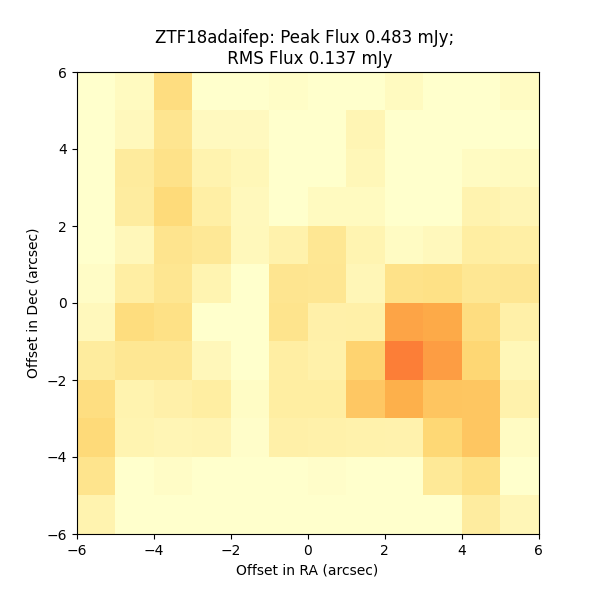 ZTF18adaifep: Peak Flux 0.483 mJy;
RMS Flux 0.137 mJy
6
4
2
0
−2
−4
−6
Offset in Dec (arcsec)
−6 −4 −2 0 2 4 6
Offset in RA (arcsec)